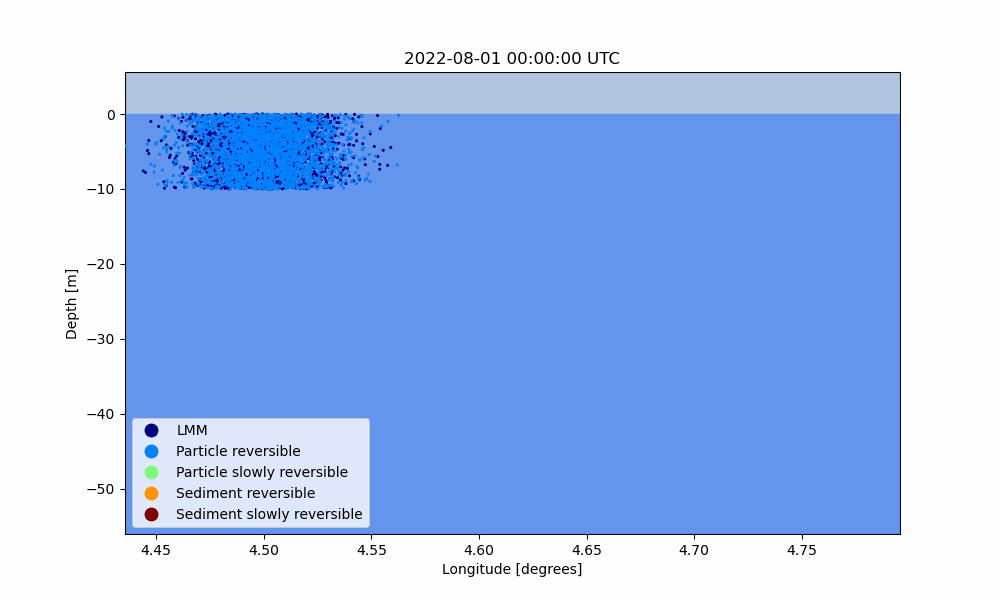 2022-08-01 00:00:00 UTC
0
−10
−20
−30
−40
−50
Depth [m]
LMM
Particle reversible
Particle slowly reversible
Sediment reversible
Sediment slowly reversible
4.45 4.50 4.55 4.60 4.65 4.70 4.75
Longitude [degrees]